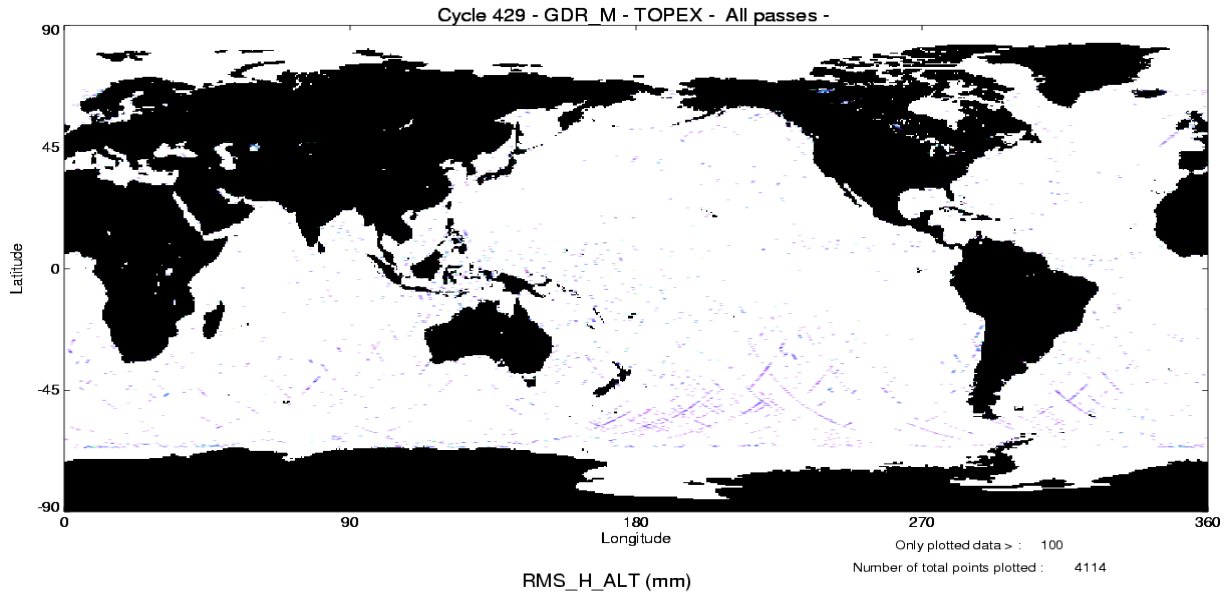 Cycle 429 - GDR_M - TOPEX - All passes -
90
45
0
-45
-90
Latitude
0 90 180 270 360
Longitude
Only plotted data > : 100
Number of total points plotted : 4114
RMS_H_ALT (mm)